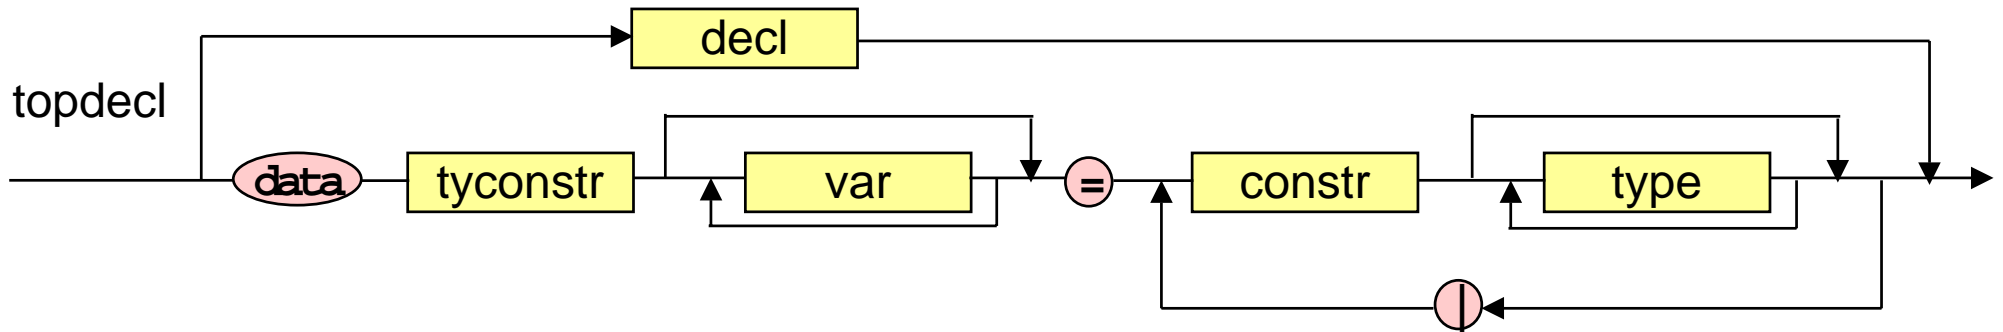 decl
topdecl
data tyconstr var = constr type
|